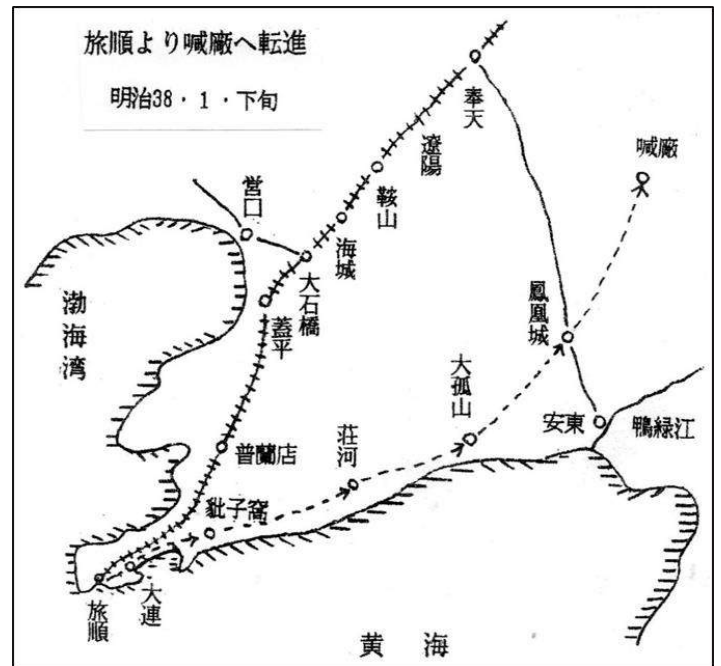 旅順より喊廠へ転進
明治38・1・下旬
奉天
遼陽
鞍山
海城
大石橋
営口
蓋平
渤海湾
喊廠
鳳凰城
大孤山
安東
鴨緑江
普蘭店
荘河
貔子窩
大連
旅順
黄海